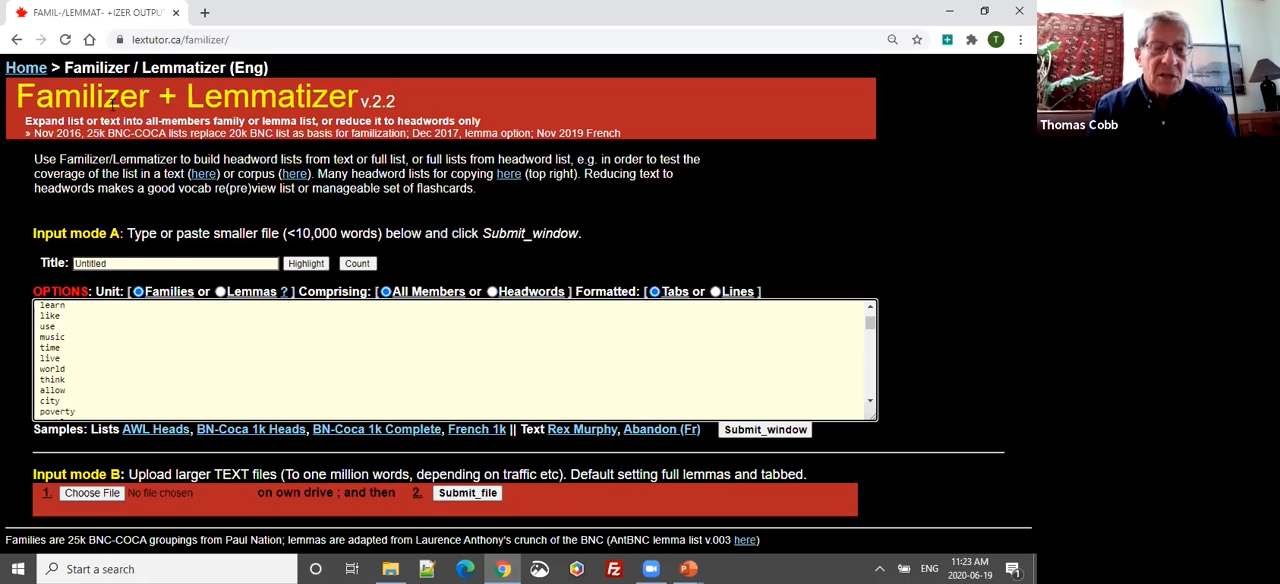 FAMIL-/LEMMAT- +IZER OUTPU
lextutor.ca/familizer/
T
Home > Familizer / Lemmatizer (Eng)
Familizer + Lemmatizer v.2.2
Expand list or text into all-members family or lemma list, or reduce it to headwords only
» Nov 2016, 25k BNC-COCA lists replace 20k BNC list as basis for familization; Dec 2017, lemma option; Nov 2019 French
Thomas Cobb
Use Familizer/Lemmatizer to build headword lists from text or full list, or full lists from headword list, e.g. in order to test the
coverage of the list in a text (here) or corpus (here). Many headword lists for copying here (top right). Reducing text to
headwords makes a good vocab re(pre)view list or manageable set of flashcards.
Input mode A: Type or paste smaller file (<10,000 words) below and click Submit_window.
Title: Untitled Highlight Count
OPTIONS: Unit: [ Families or Lemmas ? ] Comprising: [ All Members or Headwords ] Formatted: [ Tabs or Lines ]
learn
like
use
music
time
live
world
think
allow
city
poverty
Samples: Lists AWL Heads, BN-Coca 1k Heads, BN-Coca 1k Complete, French 1k || Text Rex Murphy, Abandon (Fr) Submit_window
Input mode B: Upload larger TEXT files (To one million words, depending on traffic etc). Default setting full lemmas and tabbed.
1. Choose File No file chosen on own drive ; and then 2. Submit_file
Families are 25k BNC-COCA groupings from Paul Nation; lemmas are adapted from Laurence Anthony's crunch of the BNC (AntBNC lemma list v.003 here)
Start a search
ENG
11:23 AM
2020-06-19